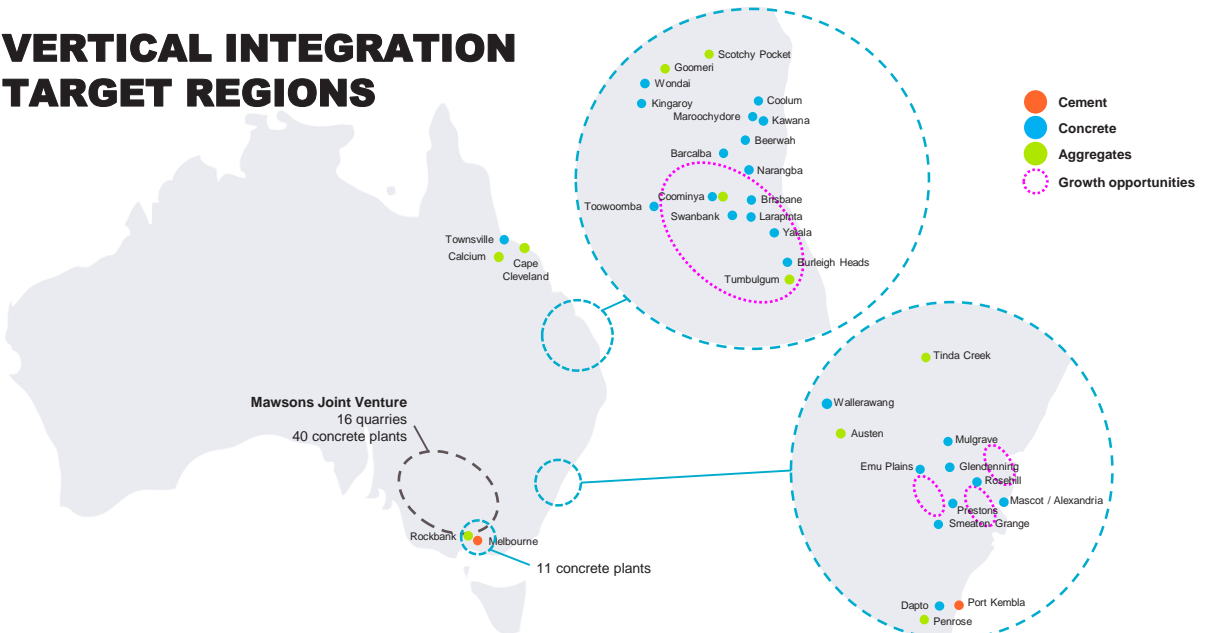 VERTICAL INTEGRATION
TARGET REGIONS
Cement
Concrete
Aggregates
Growth opportunities
Scotchy Pocket
Goomeri
Wondai
Kingaroy
Coolum
Maroochydore
Kawana
Beerwah
Barcalba
Narangba
Coominya
Brisbane
Toowoomba
Swanbank
Larapinta
Yatala
Burleigh Heads
Tumbulgum
Townsville
Calcium
Cape
Cleveland
Mawsons Joint Venture
16 quarries
40 concrete plants
Rockbank
Melbourne
11 concrete plants
Tinda Creek
Wallerawang
Austen
Mulgrave
Emu Plains
Glendenning
Rosehill
Mascot / Alexandria
Prestons
Smeaton Grange
Dapto
Port Kembla
Penrose